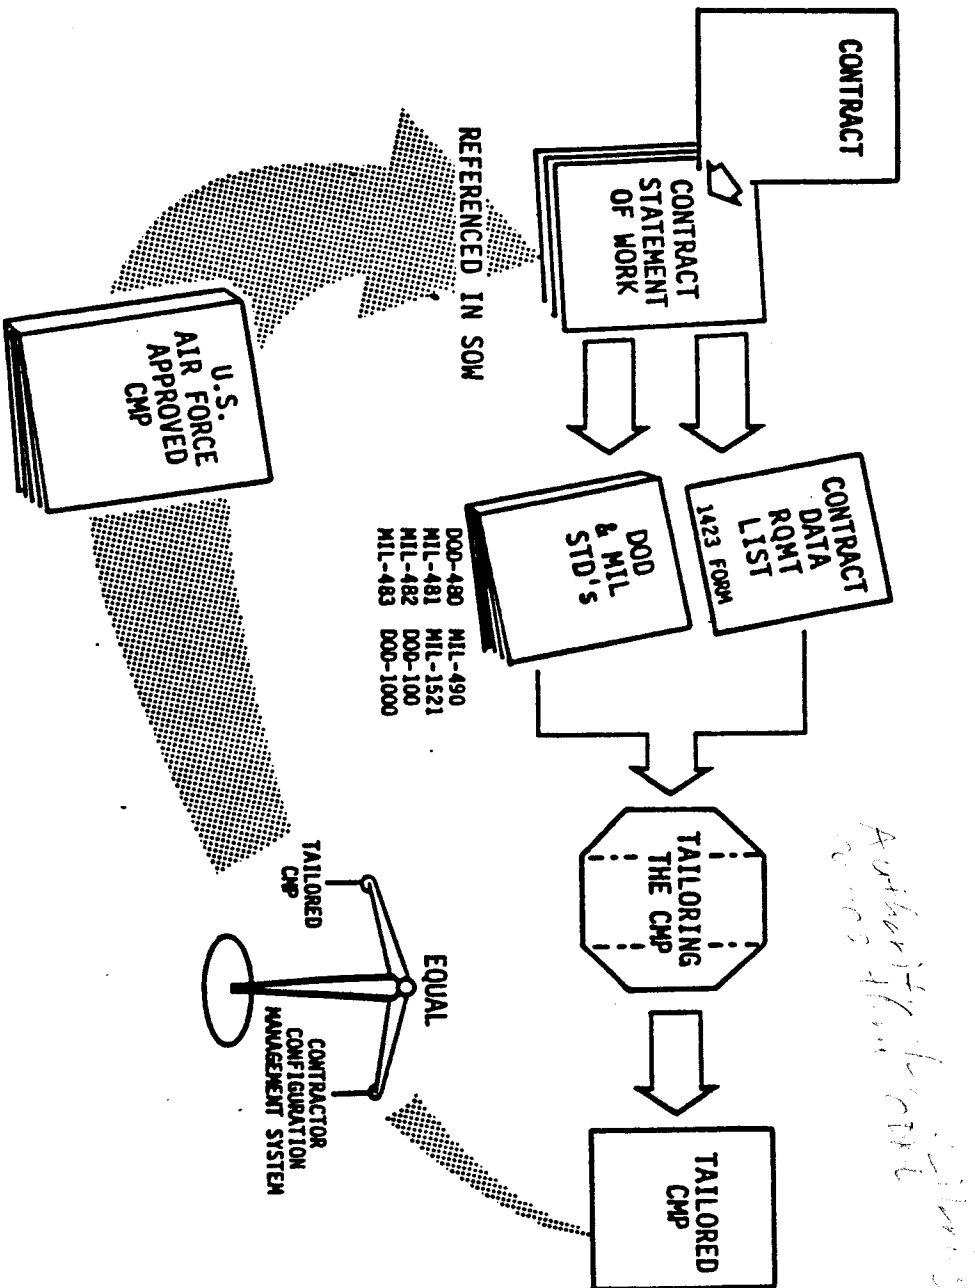 CONTRACT
CONTRACT
STATEMENT
OF WORK
CONTRACT
DATA
RQMT
LIST
1423 FORM
DOD
& MIL
STD's
DOD-480 MIL-490
MIL-481 MIL-1521
MIL-482 DOD-100
MIL-483 DOD-1000
TAILORING
THE CMP
TAILORED
CMP
REFERENCED IN SOW
U.S.
AIR FORCE
APPROVED
CMP
EQUAL
TAILORED
CMP
CONTRACTOR
CONFIGURATION
MANAGEMENT SYSTEM